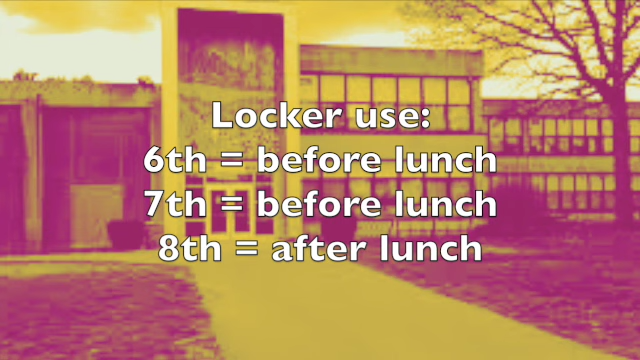 Locker use:
6th = before lunch
7th = before lunch
8th = after lunch